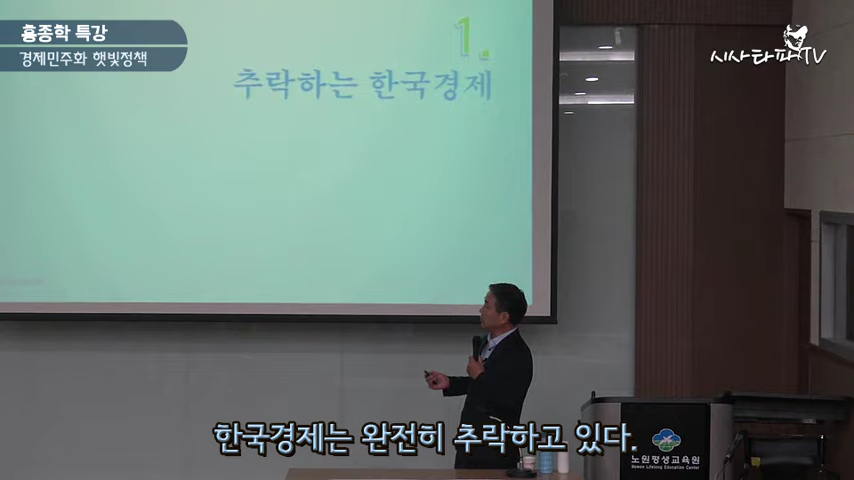 홍종학 특강
경제민주화 햇빛정책
시사타파TV
1.
추락하는 한국경제
한국경제는 완전히 추락하고 있다.
노원평생교육원
Nowon Lifelong Education Center